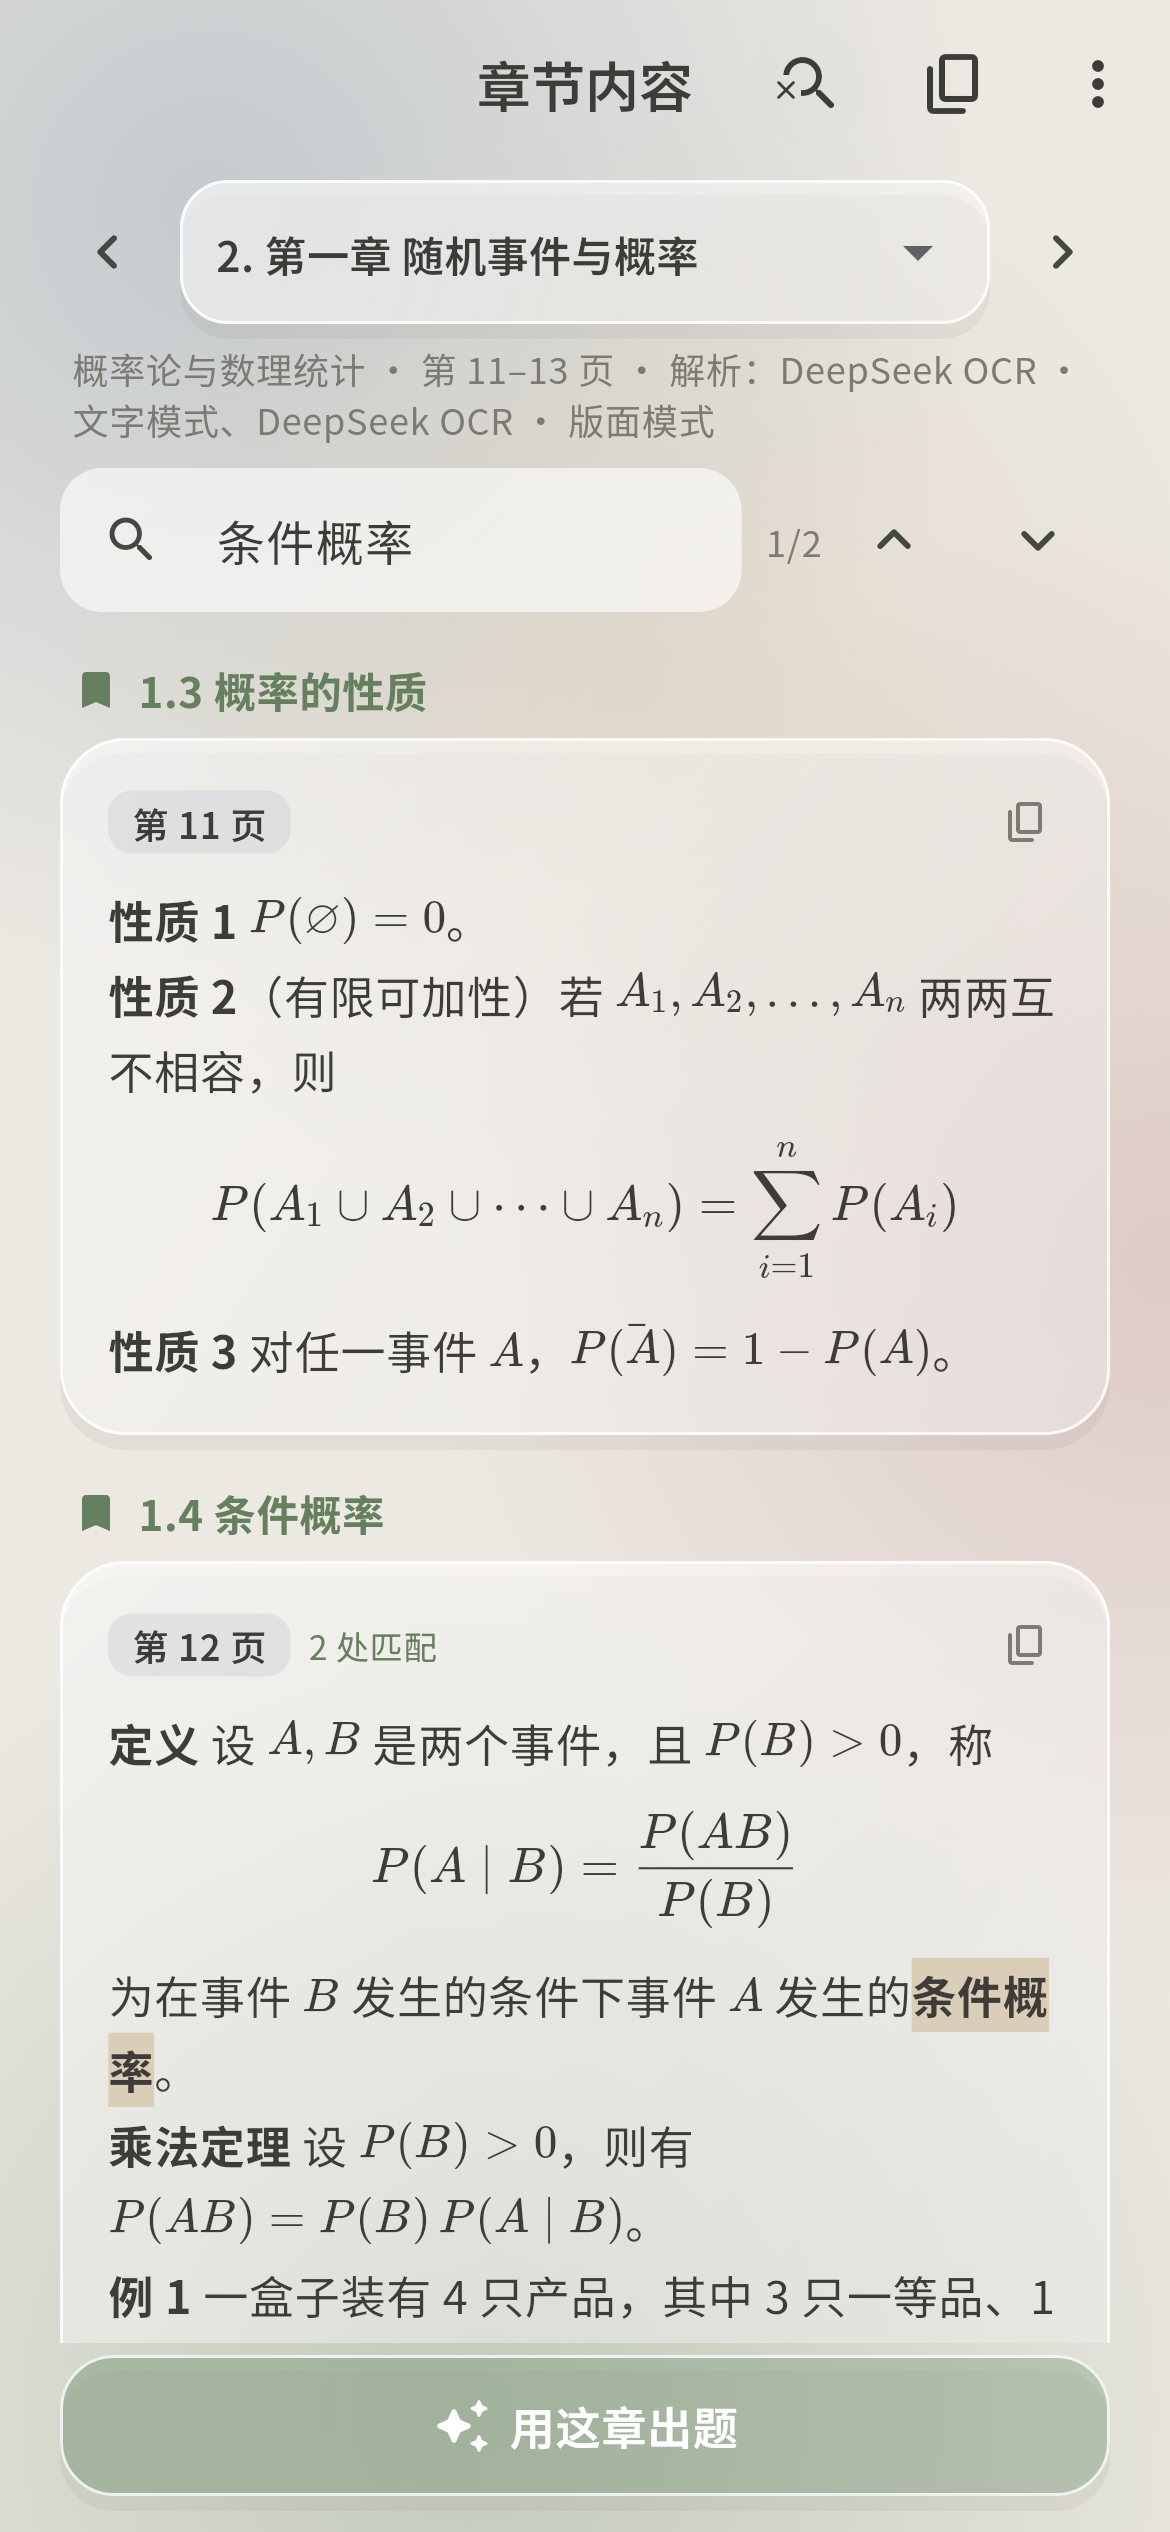 章节内容
2. 第一章 随机事件与概率
概率论与数理统计 · 第 11–13 页 · 解析：DeepSeek OCR ·
文字模式、DeepSeek OCR · 版面模式
条件概率
1/2
1.3 概率的性质
第 11 页
性质 1 P(∅) = 0。
性质 2（有限可加性）若 A₁, A₂, . . . , Aₙ 两两互
不相容，则
P(A₁ ∪ A₂ ∪ ⋯ ∪ Aₙ) = ∑ᵢ₌₁ⁿ P(Aᵢ)
性质 3 对任一事件 A，P(Ā) = 1 − P(A)。
1.4 条件概率
第 12 页 2 处匹配
定义 设 A, B 是两个事件，且 P(B) > 0，称
P(A | B) = P(AB) / P(B)
为在事件 B 发生的条件下事件 A 发生的条件概
率。
乘法定理 设 P(B) > 0，则有
P(AB) = P(B) P(A | B)。
例 1 一盒子装有 4 只产品，其中 3 只一等品、1
用这章出题